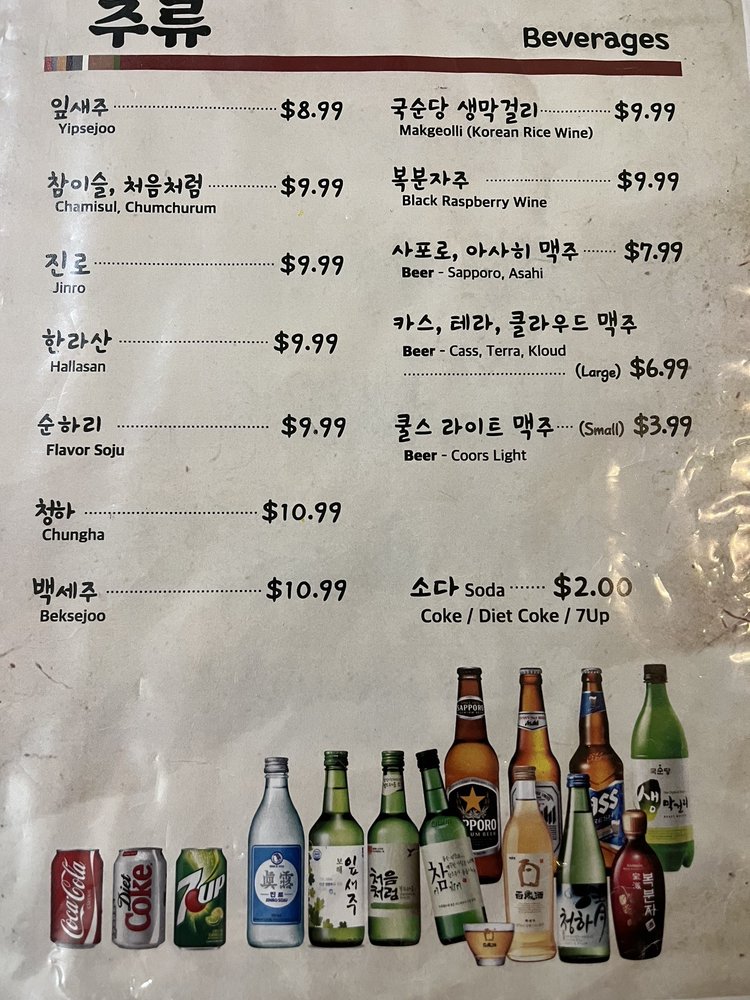 주류
Beverages
잎새주 $8.99
Yipsejoo
참이슬, 처음처럼 $9.99
Chamisul, Chumchurum
진로 $9.99
Jinro
한라산 $9.99
Hallasan
순하리 $9.99
Flavor Soju
청하 $10.99
Chungha
백세주 $10.99
Beksejoo
국순당 생막걸리 $9.99
Makgeolli (Korean Rice Wine)
복분자주 $9.99
Black Raspberry Wine
사포로, 아사히 맥주 $7.99
Beer - Sapporo, Asahi
카스, 테라, 클라우드 맥주
Beer - Cass, Terra, Kloud
(Large) $6.99
쿨스 라이트 맥주 (Small) $3.99
Beer - Coors Light
소다 Soda $2.00
Coke / Diet Coke / 7Up
Coca-Cola
Diet Coke
7UP
眞露
진로
잎새주
처음처럼
참
SAPPORO
SAPPORO
Asahi
국순당
생막걸리
청하
복분자